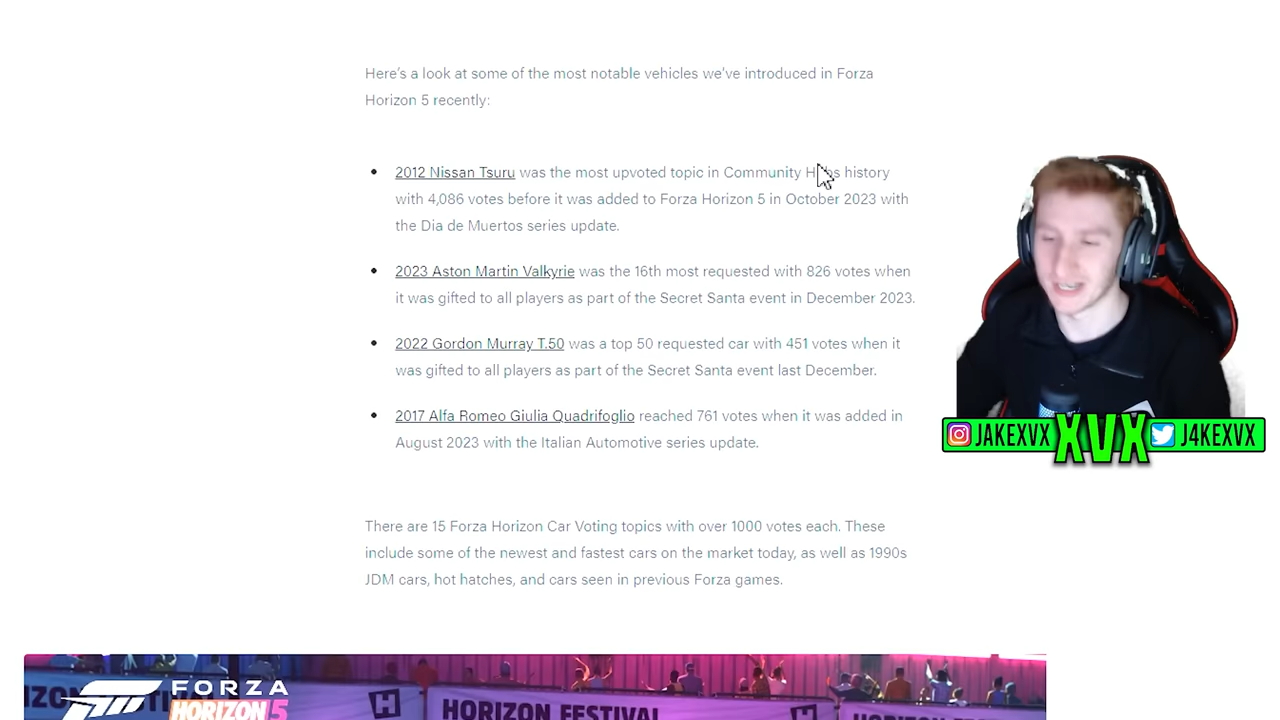 Here's a look at some of the most notable vehicles we've introduced in Forza
Horizon 5 recently:
2012 Nissan Tsuru was the most upvoted topic in Community Hubs history
with 4,086 votes before it was added to Forza Horizon 5 in October 2023 with
the Dia de Muertos series update.
2023 Aston Martin Valkyrie was the 16th most requested with 826 votes when
it was gifted to all players as part of the Secret Santa event in December 2023.
2022 Gordon Murray T.50 was a top 50 requested car with 451 votes when it
was gifted to all players as part of the Secret Santa event last December.
2017 Alfa Romeo Giulia Quadrifoglio reached 761 votes when it was added in
August 2023 with the Italian Automotive series update.
There are 15 Forza Horizon Car Voting topics with over 1000 votes each. These
include some of the newest and fastest cars on the market today, as well as 1990s
JDM cars, hot hatches, and cars seen in previous Forza games.
JAKEXVX XVX J4KEXVX
FORZA
HORIZON 5
HORIZON FESTIVAL